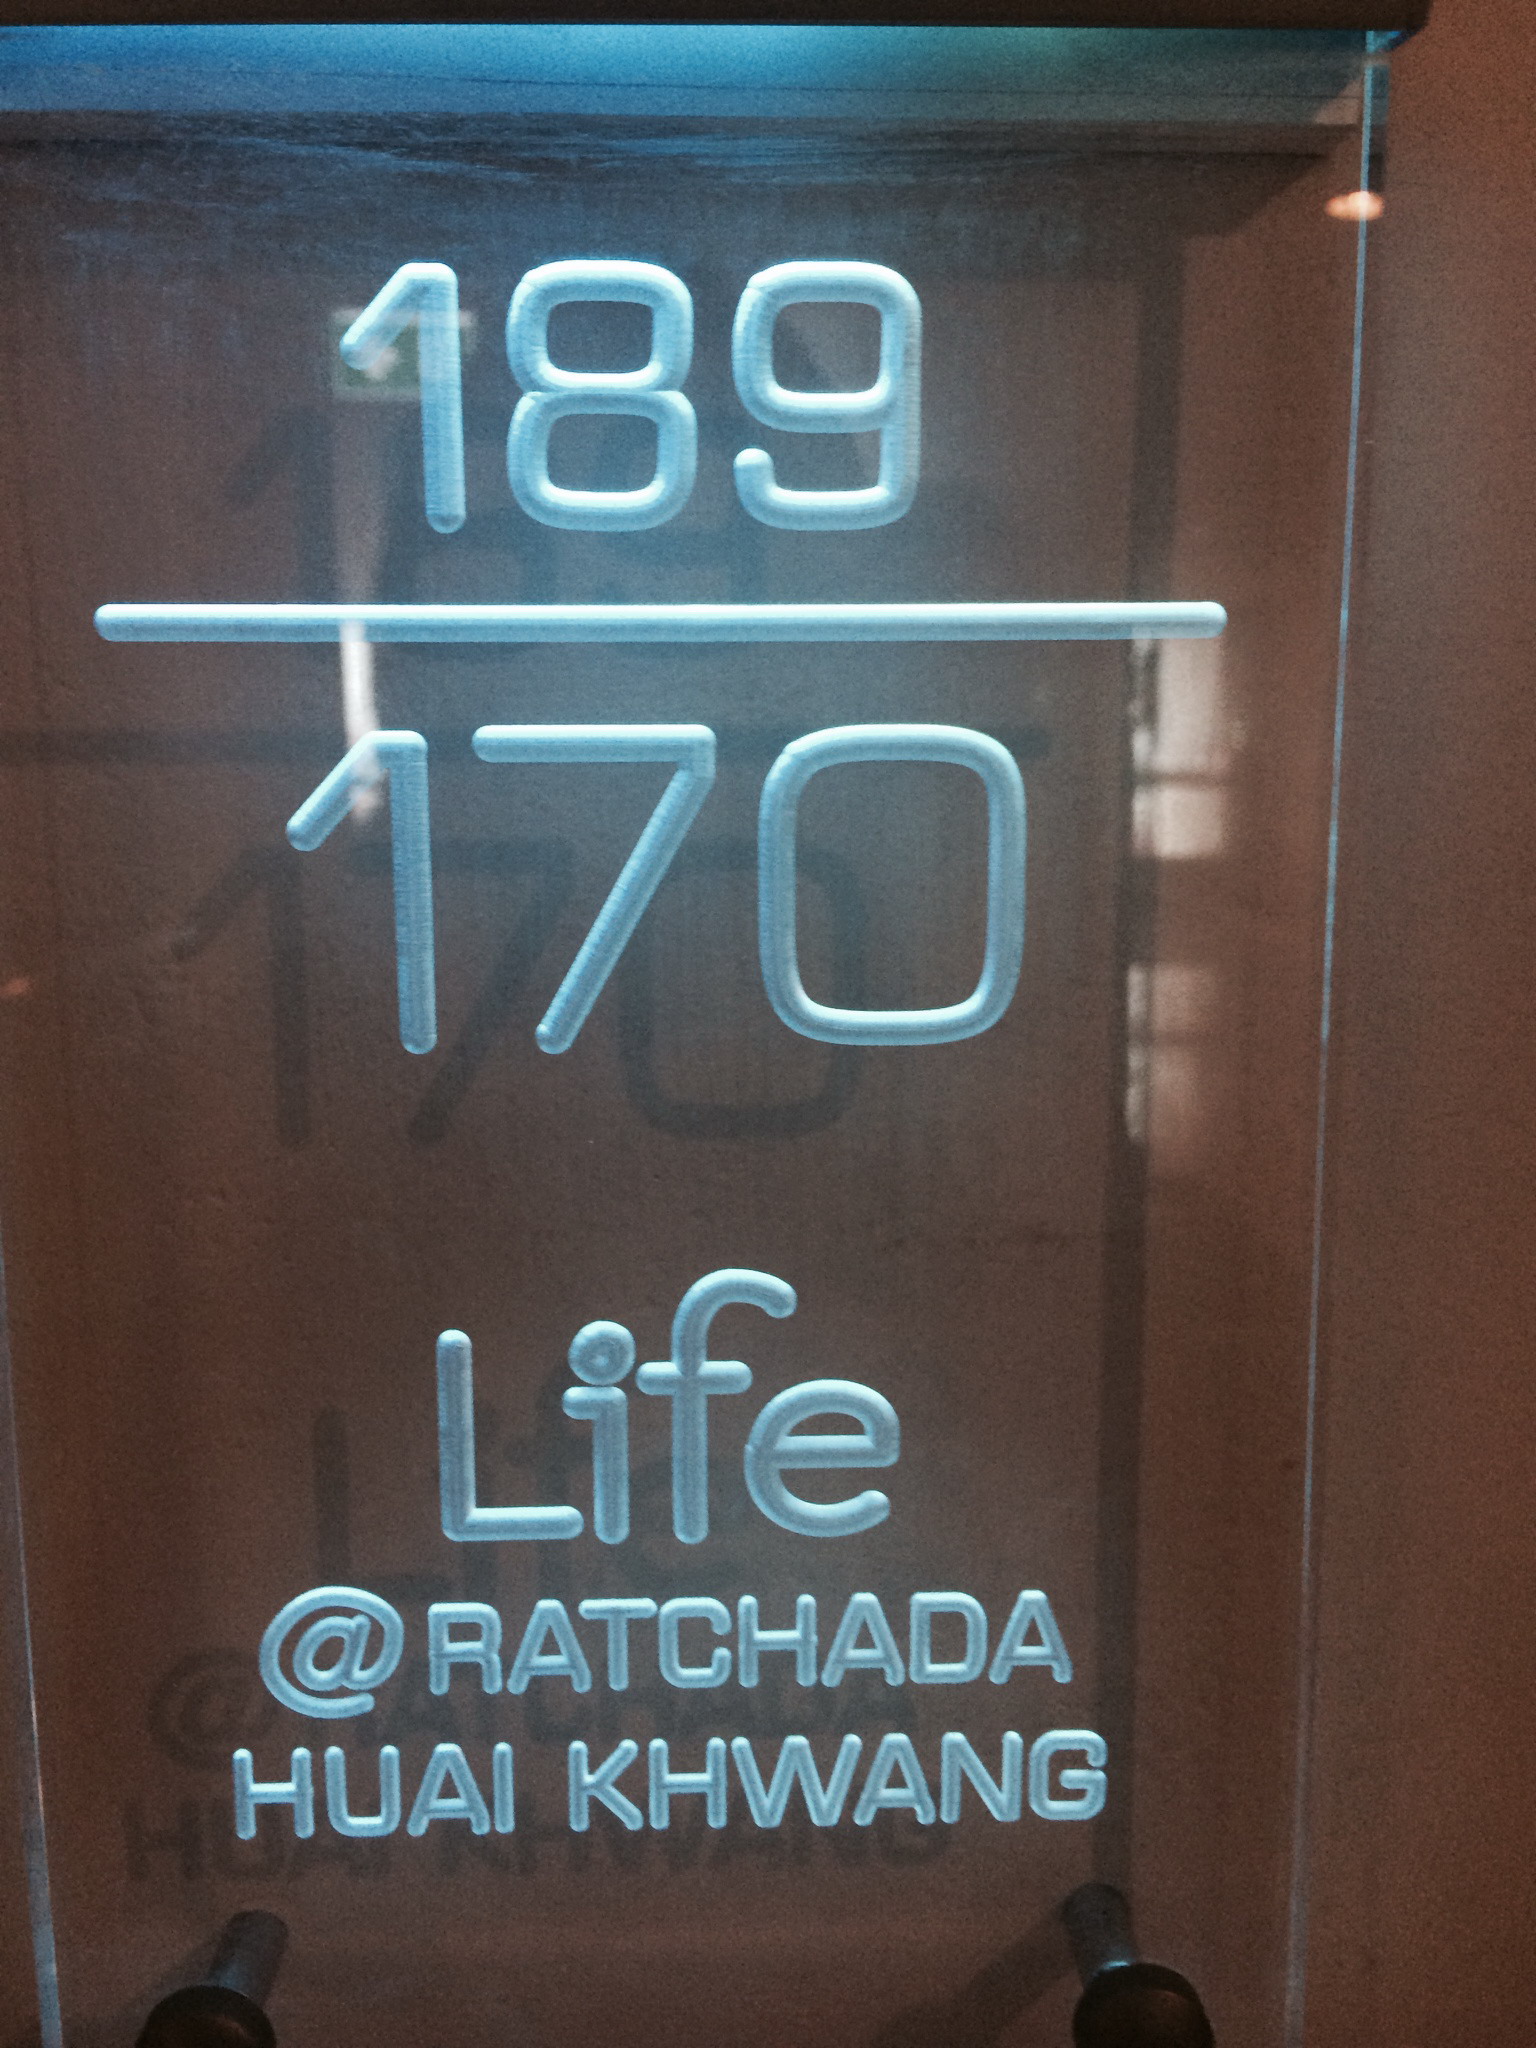 189
170
Life
@RATCHADA
HUAI KHWANG